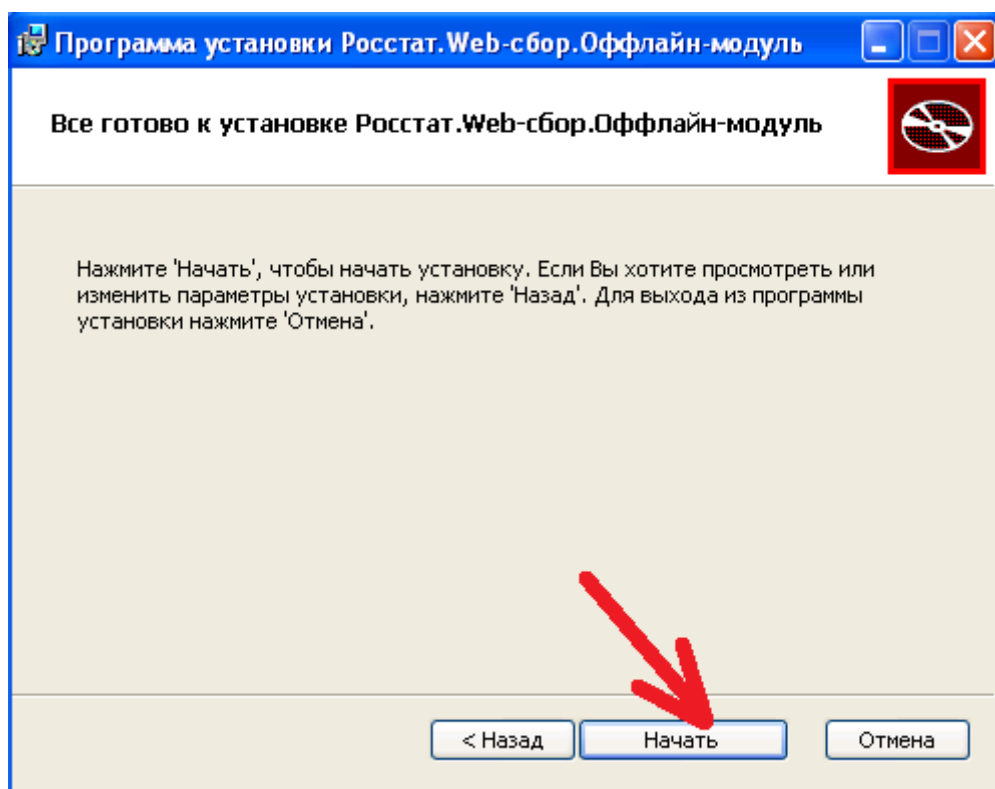 Программа установки Росстат.Web-сбор.Оффлайн-модуль
Все готово к установке Росстат.Web-сбор.Оффлайн-модуль
Нажмите 'Начать', чтобы начать установку. Если Вы хотите просмотреть или
изменить параметры установки, нажмите 'Назад'. Для выхода из программы
установки нажмите 'Отмена'.
< Назад Начать Отмена